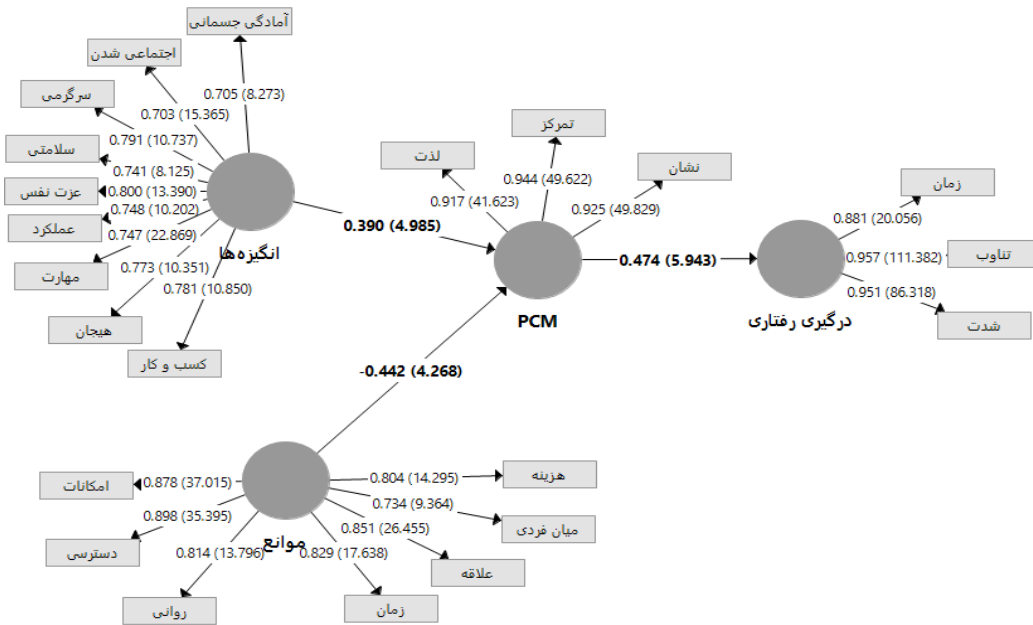 آمادگی جسمانی
اجتماعی شدن
سرگرمی
سلامتی
عزت نفس
عملکرد
مهارت
هیجان
کسب و کار
0.705 (8.273)
0.703 (15.365)
0.791 (10.737)
0.741 (8.125)
0.800 (13.390)
0.748 (10.202)
0.747 (22.869)
0.773 (10.351)
0.781 (10.850)
انگیزه‌ها
0.390 (4.985)
لذت
تمرکز
نشان
0.917 (41.623)
0.944 (49.622)
0.925 (49.829)
PCM
0.474 (5.943)
زمان
تناوب
شدت
0.881 (20.056)
0.957 (111.382)
0.951 (86.318)
درگیری رفتاری
-0.442 (4.268)
امکانات
دسترسی
روانی
زمان
علاقه
میان فردی
هزینه
0.878 (37.015)
0.898 (35.395)
0.814 (13.796)
0.829 (17.638)
0.851 (26.455)
0.734 (9.364)
0.804 (14.295)
موانع